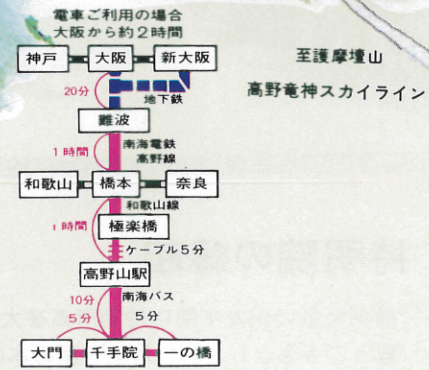 電車ご利用の場合
大阪から約2時間
神戸 大阪 新大阪
至護摩壇山
20分
地下鉄
高野竜神スカイライン
難波
1時間
南海電鉄
高野線
和歌山 橋本 奈良
和歌山線
1時間
極楽橋
ケーブル5分
高野山駅
10分 南海バス
5分 5分
大門 千手院 一の橋